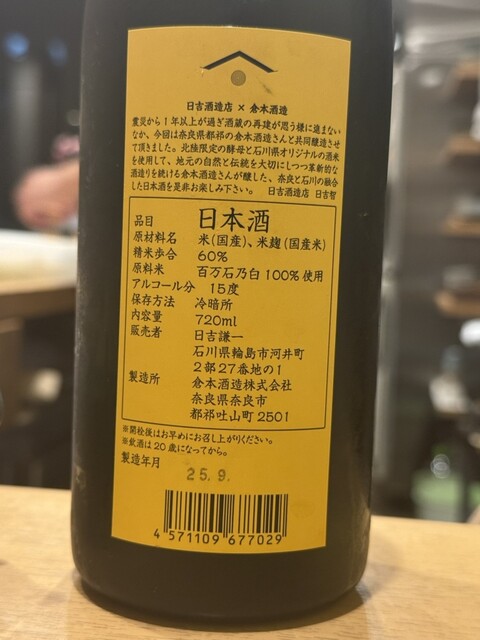 日吉酒造店 × 倉本酒造
震災から1年以上が過ぎ酒蔵の再建が思う様に進まない
なか、今回は奈良県都祁の倉本酒造さんと共同醸造させ
て頂きました。北陸限定の酵母と石川県オリジナルの酒米
を使用して、地元の自然と伝統を大切にしつつ革新的な
酒造りを続ける倉本酒造さんが醸した、奈良と石川の融合
した日本酒を是非お楽しみ下さい。 日吉酒造店 日吉智
品目 日本酒
原材料名 米(国産)、米麹(国産米)
精米歩合 60%
原料米 百万石乃白100%使用
アルコール分 15度
保存方法 冷暗所
内容量 720ml
販売者 日吉謙一
石川県輪島市河井町
2部27番地の1
製造所 倉本酒造株式会社
奈良県奈良市
都祁吐山町2501
※開栓後はお早めにお召し上がりください。
※飲酒は20歳になってから。
製造年月 25.9.
4 571109 677029